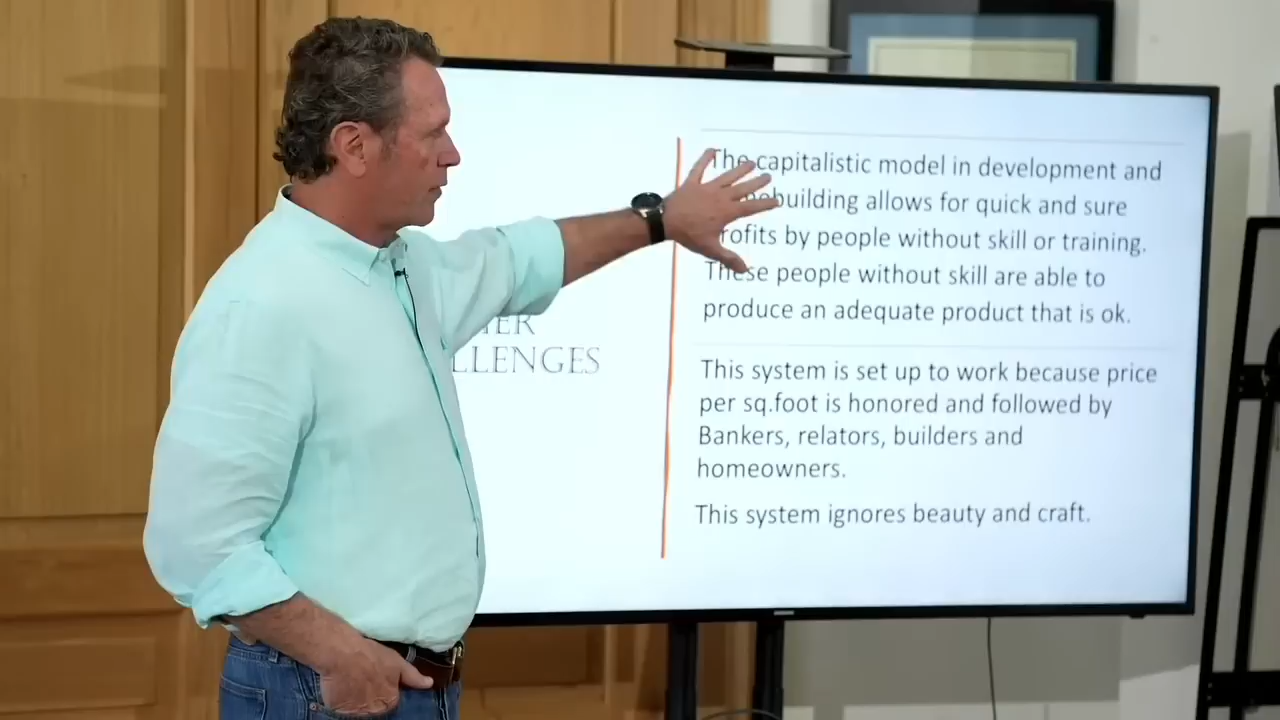 The capitalistic model in development and
building allows for quick and sure
rofits by people without skill or training.
These people without skill are able to
produce an adequate product that is ok.
LLENGES
This system is set up to work because price
per sq.foot is honored and followed by
Bankers, relators, builders and
homeowners.
This system ignores beauty and craft.